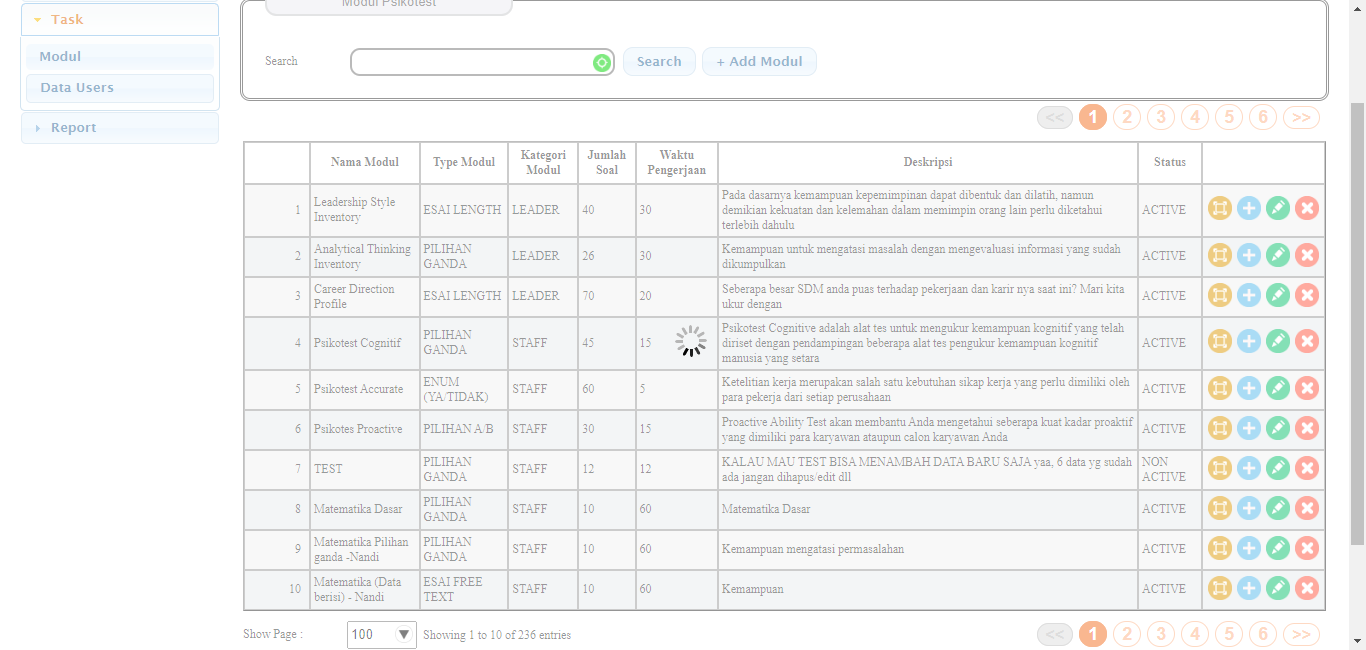 Modul Psikotest
Task
Modul
Data Users
Report
Search Search + Add Modul
<< 1 2 3 4 5 6 >>
Nama Modul Type Modul Kategori Modul Jumlah Soal Waktu Pengerjaan Deskripsi Status
1 Leadership Style Inventory ESAI LENGTH LEADER 40 30 Pada dasarnya kemampuan kepemimpinan dapat dibentuk dan dilatih, namun demikian kekuatan dan kelemahan dalam memimpin orang lain perlu diketahui terlebih dahulu ACTIVE
2 Analytical Thinking Inventory PILIHAN GANDA LEADER 26 30 Kemampuan untuk mengatasi masalah dengan mengevaluasi informasi yang sudah dikumpulkan ACTIVE
3 Career Direction Profile ESAI LENGTH LEADER 70 20 Seberapa besar SDM anda puas terhadap pekerjaan dan karir nya saat ini? Mari kita ukur dengan ACTIVE
4 Psikotest Cognitif PILIHAN GANDA STAFF 45 15 Psikotest Cognitive adalah alat tes untuk mengukur kemampuan kognitif yang telah diriset dengan pendampingan beberapa alat tes pengukur kemampuan kognitif manusia yang setara ACTIVE
5 Psikotest Accurate ENUM (YA/TIDAK) STAFF 60 5 Ketelitian kerja merupakan salah satu kebutuhan sikap kerja yang perlu dimiliki oleh para pekerja dari setiap perusahaan ACTIVE
6 Psikotes Proactive PILIHAN A/B STAFF 30 15 Proactive Ability Test akan membantu Anda mengetahui seberapa kuat kadar proaktif yang dimiliki para karyawan ataupun calon karyawan Anda ACTIVE
7 TEST PILIHAN GANDA STAFF 12 12 KALAU MAU TEST BISA MENAMBAH DATA BARU SAJA yaa, 6 data yg sudah ada jangan dihapus/edit dll NON ACTIVE
8 Matematika Dasar PILIHAN GANDA STAFF 10 60 Matematika Dasar ACTIVE
9 Matematika Pilihan ganda -Nandi PILIHAN GANDA STAFF 10 60 Kemampuan mengatasi permasalahan ACTIVE
10 Matematika (Data berisi) - Nandi ESAI FREE TEXT STAFF 10 60 Kemampuan ACTIVE
Show Page : 100 Showing 1 to 10 of 236 entries
<< 1 2 3 4 5 6 >>